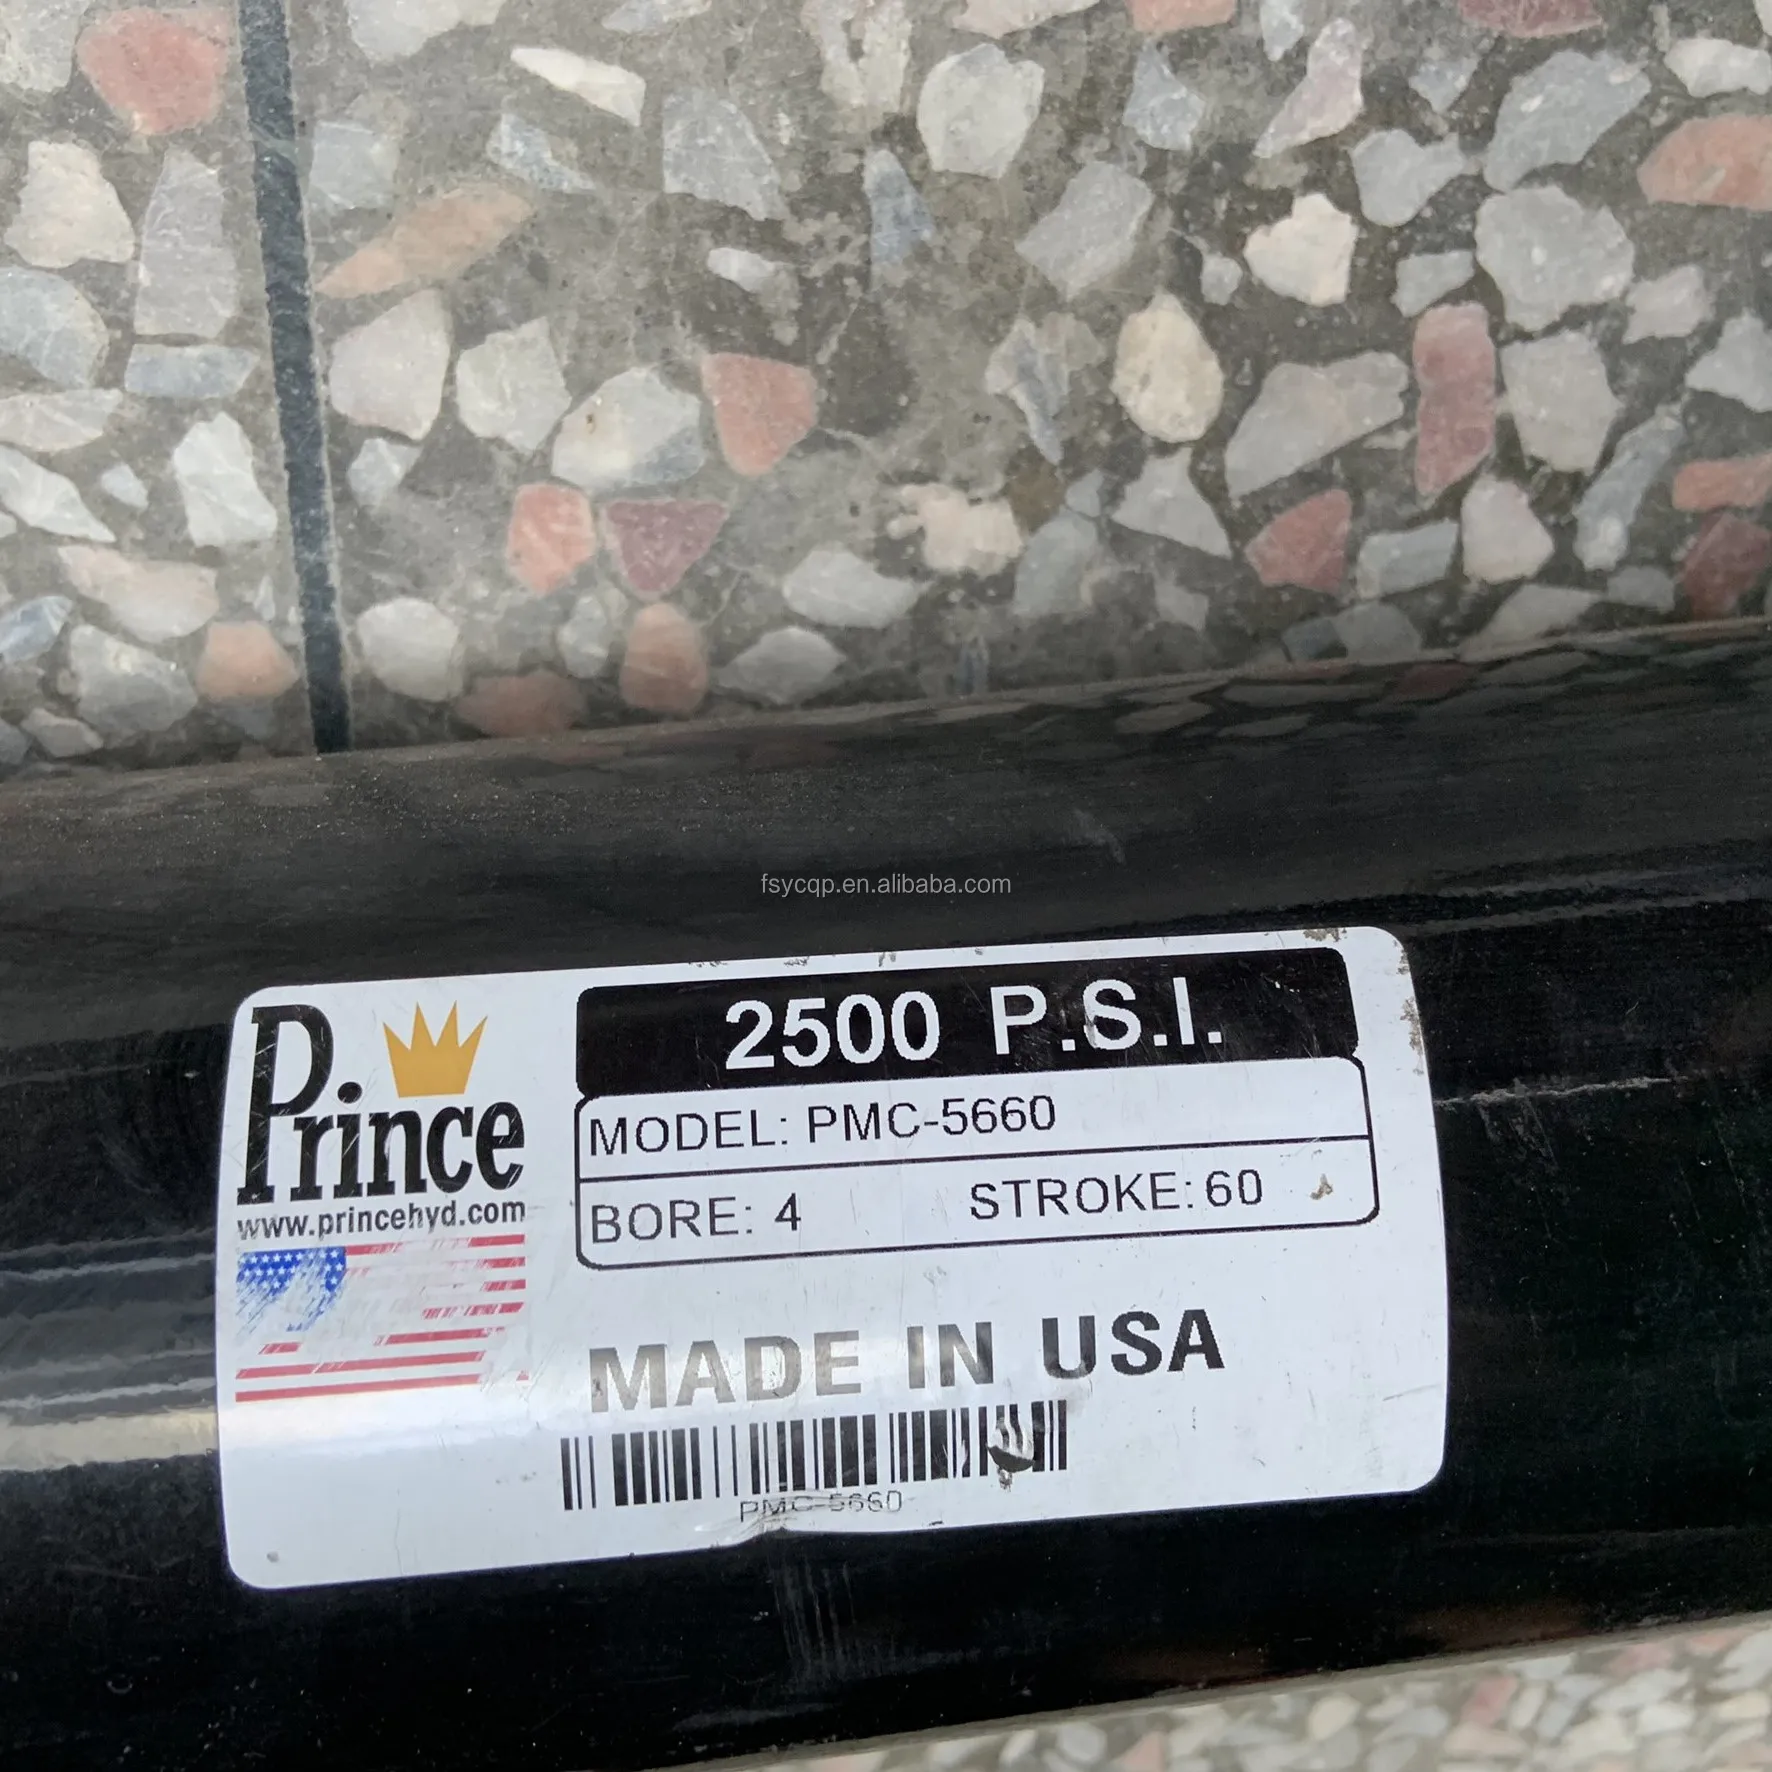 fsycqp.en.alibaba.com
Prince
www.princehyd.com
2500 P.S.I.
MODEL: PMC-5660
BORE: 4 STROKE: 60
MADE IN USA
PMC-5660